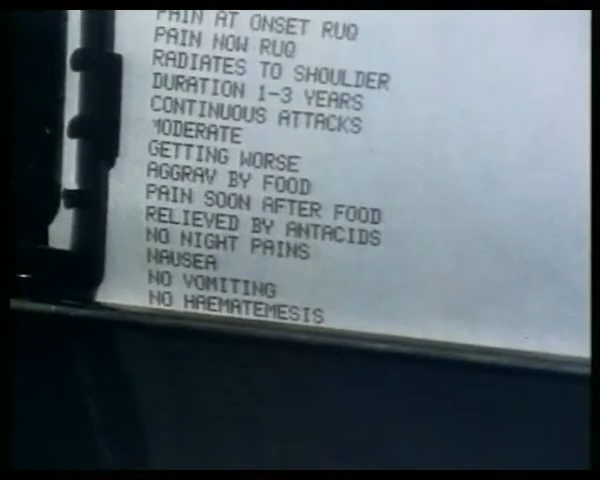 PAIN AT ONSET RUQ
PAIN NOW RUQ
RADIATES TO SHOULDER
DURATION 1-3 YEARS
CONTINUOUS ATTACKS
MODERATE
GETTING WORSE
AGGRAV BY FOOD
PAIN SOON AFTER FOOD
RELIEVED BY ANTACIDS
NO NIGHT PAINS
NAUSEA
NO VOMITING
NO HAEMATEMESIS